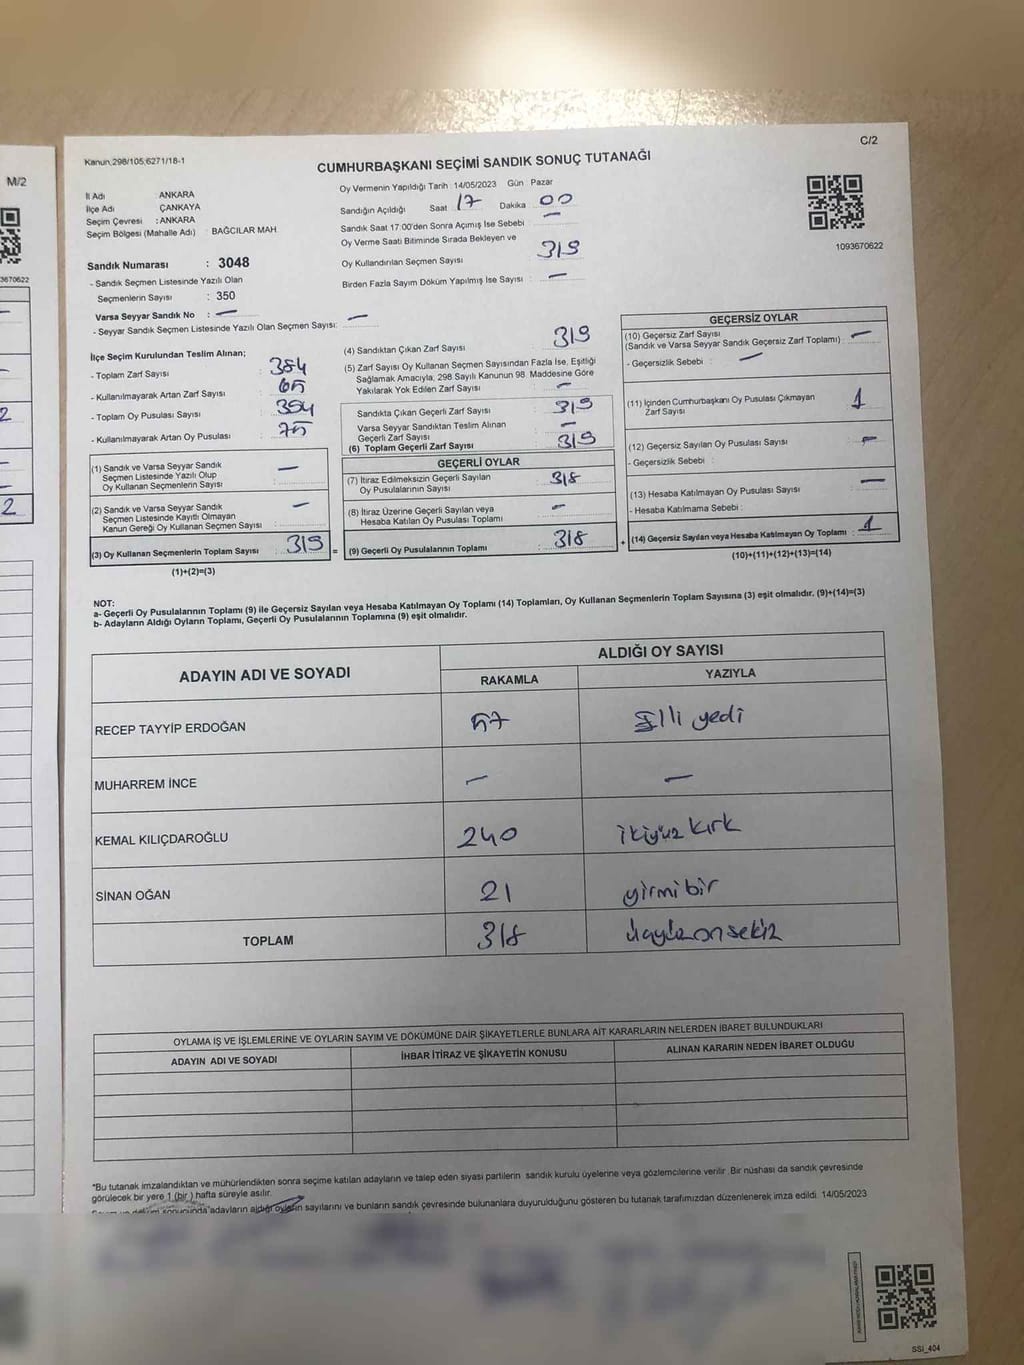 C/2
M/2
Kanun:298/105;6271/18-1
CUMHURBAŞKANI SEÇİMİ SANDIK SONUÇ TUTANAĞI
İl Adı ANKARA
İlçe Adı ÇANKAYA
Seçim Çevresi : ANKARA
Seçim Bölgesi (Mahalle Adı) : BAĞCILAR MAH.
Oy Vermenin Yapıldığı Tarih 14/05/2023 Gün Pazar
Sandığın Açıldığı Saat 17 Dakika 00
Sandık Saat 17:00'den Sonra Açımış İse Sebebi —
Oy Verme Saati Bitiminde Sırada Bekleyen ve
Oy Kullandırılan Seçmen Sayısı 319
Birden Fazla Sayım Döküm Yapılmış İse Sayısı : —
1093670622
3670622
Sandık Numarası : 3048
- Sandık Seçmen Listesinde Yazılı Olan
Seçmenlerin Sayısı : 350
Varsa Seyyar Sandık No : —
- Seyyar Sandık Seçmen Listesinde Yazılı Olan Seçmen Sayısı: —
İlçe Seçim Kurulundan Teslim Alınan;
- Toplam Zarf Sayısı : 384
- Kullanılmayarak Artan Zarf Sayısı : 65
- Toplam Oy Pusulası Sayısı : 394
- Kullanılmayarak Artan Oy Pusulası : 75
(1) Sandık ve Varsa Seyyar Sandık
Seçmen Listesinde Yazılı Olup
Oy Kullanan Seçmenlerin Sayısı : —
(2) Sandık ve Varsa Seyyar Sandık
Seçmen Listesinde Kayıtlı Olmayan
Kanun Gereği Oy Kullanan Seçmen Sayısı : —
(3) Oy Kullanan Seçmenlerin Toplam Sayısı : 319
(1)+(2)=(3)
(4) Sandıktan Çıkan Zarf Sayısı : 319
(5) Zarf Sayısı Oy Kullanan Seçmen Sayısından Fazla İse, Eşitliği
Sağlamak Amacıyla, 298 Sayılı Kanunun 98. Maddesine Göre
Yakılarak Yok Edilen Zarf Sayısı : —
Sandıkta Çıkan Geçerli Zarf Sayısı : 319
Varsa Seyyar Sandıktan Teslim Alınan
Geçerli Zarf Sayısı : —
(6) Toplam Geçerli Zarf Sayısı : 319
GEÇERLİ OYLAR
(7) İtiraz Edilmeksizin Geçerli Sayılan
Oy Pusulalarının Sayısı : 318
(8) İtiraz Üzerine Geçerli Sayılan veya
Hesaba Katılan Oy Pusulası Toplamı : —
= (9) Geçerli Oy Pusulalarının Toplamı : 318
GEÇERSİZ OYLAR
(10) Geçersiz Zarf Sayısı
(Sandık ve Varsa Seyyar Sandık Geçersiz Zarf Toplamı) : —
- Geçersizlik Sebebi : —
(11) İçinden Cumhurbaşkanı Oy Pusulası Çıkmayan
Zarf Sayısı : 1
(12) Geçersiz Sayılan Oy Pusulası Sayısı : —
- Geçersizlik Sebebi :
(13) Hesaba Katılmayan Oy Pusulası Sayısı : —
- Hesaba Katılmama Sebebi :
+ (14) Geçersiz Sayılan veya Hesaba Katılmayan Oy Toplamı : 1
(10)+(11)+(12)+(13)=(14)
NOT:
a- Geçerli Oy Pusulalarının Toplamı (9) ile Geçersiz Sayılan veya Hesaba Katılmayan Oy Toplamı (14) Toplamları, Oy Kullanan Seçmenlerin Toplam Sayısına (3) eşit olmalıdır. (9)+(14)=(3)
b- Adayların Aldığı Oyların Toplamı, Geçerli Oy Pusulalarının Toplamına (9) eşit olmalıdır.
ADAYIN ADI VE SOYADI
ALDIĞI OY SAYISI
RAKAMLA YAZIYLA
RECEP TAYYİP ERDOĞAN 57 Elli yedi
MUHARREM İNCE — —
KEMAL KILIÇDAROĞLU 240 ikiyüz kırk
SİNAN OĞAN 21 yirmi bir
TOPLAM 318 üçyüzonsekiz
OYLAMA İŞ VE İŞLEMLERİNE VE OYLARIN SAYIM VE DÖKÜMÜNE DAİR ŞİKAYETLERLE BUNLARA AİT KARARLARIN NELERDEN İBARET BULUNDUKLARI
ADAYIN ADI VE SOYADI İHBAR İTİRAZ VE ŞİKAYETİN KONUSU ALINAN KARARIN NEDEN İBARET OLDUĞU
*Bu tutanak imzalandıktan ve mühürlendikten sonra seçime katılan adayların ve talep eden siyasi partilerin sandık kurulu üyelerine veya gözlemcilerine verilir. Bir nüshası da sandık çevresinde
görülecek bir yere 1 (bir) hafta süreyle asılır.
sonucunda adayların aldığı oyların sayılarını ve bunların sandık çevresinde bulunanlara duyurulduğunu gösteren bu tutanak tarafımızdan düzenlenerek imza edildi. 14/05/2023
SSİ_404